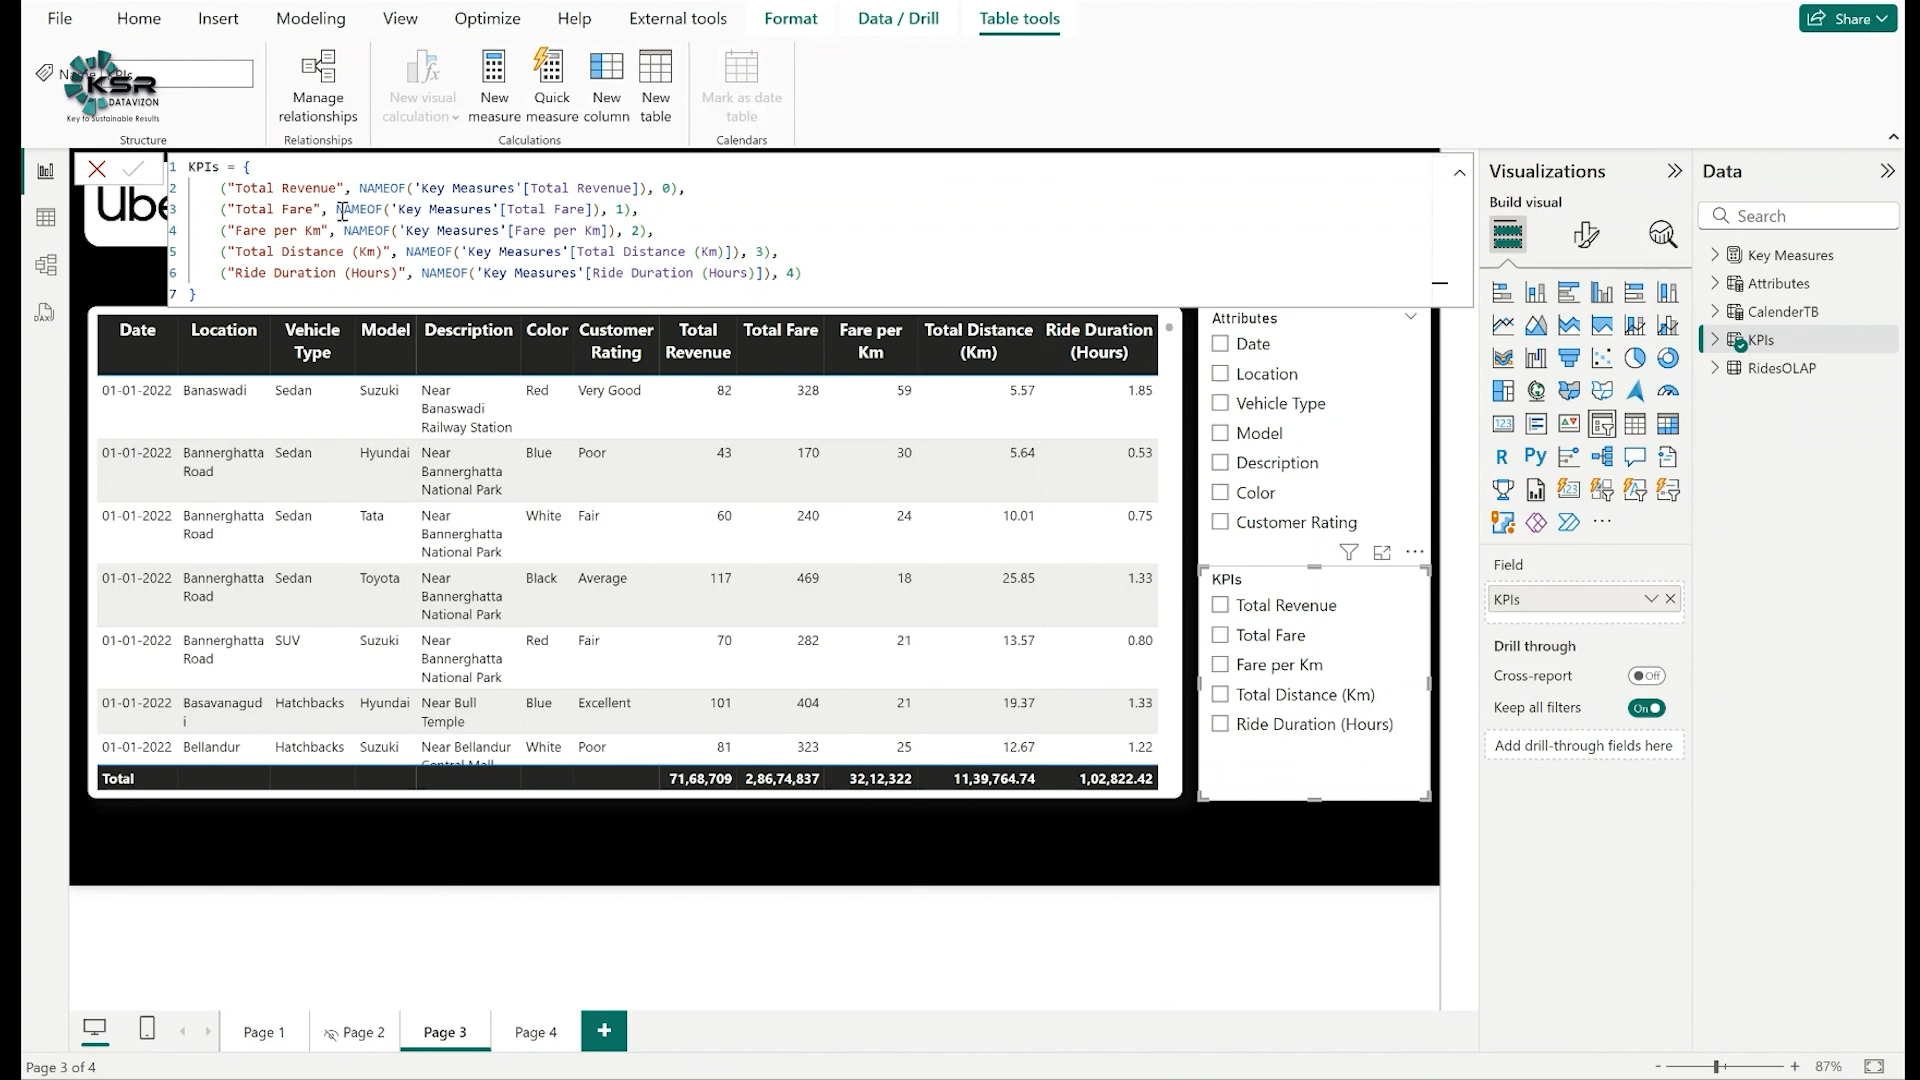 File Home Insert Modeling View Optimize Help External tools Format Data / Drill Table tools
Share
KSR
DATAVIZON
Key to Sustainable Results
Structure
Manage relationships
Relationships
New visual calculation
New measure
Quick measure
New column
New table
Calculations
Mark as date table
Calendars
Ube
1 KPIs = {
2 ("Total Revenue", NAMEOF('Key Measures'[Total Revenue]), 0),
3 ("Total Fare", NAMEOF('Key Measures'[Total Fare]), 1),
4 ("Fare per Km", NAMEOF('Key Measures'[Fare per Km]), 2),
5 ("Total Distance (Km)", NAMEOF('Key Measures'[Total Distance (Km)]), 3),
6 ("Ride Duration (Hours)", NAMEOF('Key Measures'[Ride Duration (Hours)]), 4)
7 }
Date Location Vehicle Type Model Description Color Customer Rating Total Revenue Total Fare Fare per Km Total Distance (Km) Ride Duration (Hours)
01-01-2022 Banaswadi Sedan Suzuki Near Banaswadi Railway Station Red Very Good 82 328 59 5.57 1.85
01-01-2022 Bannerghatta Road Sedan Hyundai Near Bannerghatta National Park Blue Poor 43 170 30 5.64 0.53
01-01-2022 Bannerghatta Road Sedan Tata Near Bannerghatta National Park White Fair 60 240 24 10.01 0.75
01-01-2022 Bannerghatta Road Sedan Toyota Near Bannerghatta National Park Black Average 117 469 18 25.85 1.33
01-01-2022 Bannerghatta Road SUV Suzuki Near Bannerghatta National Park Red Fair 70 282 21 13.57 0.80
01-01-2022 Basavanagudi Hatchbacks Hyundai Near Bull Temple Blue Excellent 101 404 21 19.37 1.33
01-01-2022 Bellandur Hatchbacks Suzuki Near Bellandur Central Mall White Poor 81 323 25 12.67 1.22
Total 71,68,709 2,86,74,837 32,12,322 11,39,764.74 1,02,822.42
Attributes
Date
Location
Vehicle Type
Model
Description
Color
Customer Rating
KPIs
Total Revenue
Total Fare
Fare per Km
Total Distance (Km)
Ride Duration (Hours)
Visualizations
Build visual
R Py
123
123
Field
KPIs
Drill through
Cross-report Off
Keep all filters On
Add drill-through fields here
Data
Search
Key Measures
Attributes
CalenderTB
KPIs
RidesOLAP
DAX
Page 1 Page 2 Page 3 Page 4 +
Page 3 of 4
- + 87%